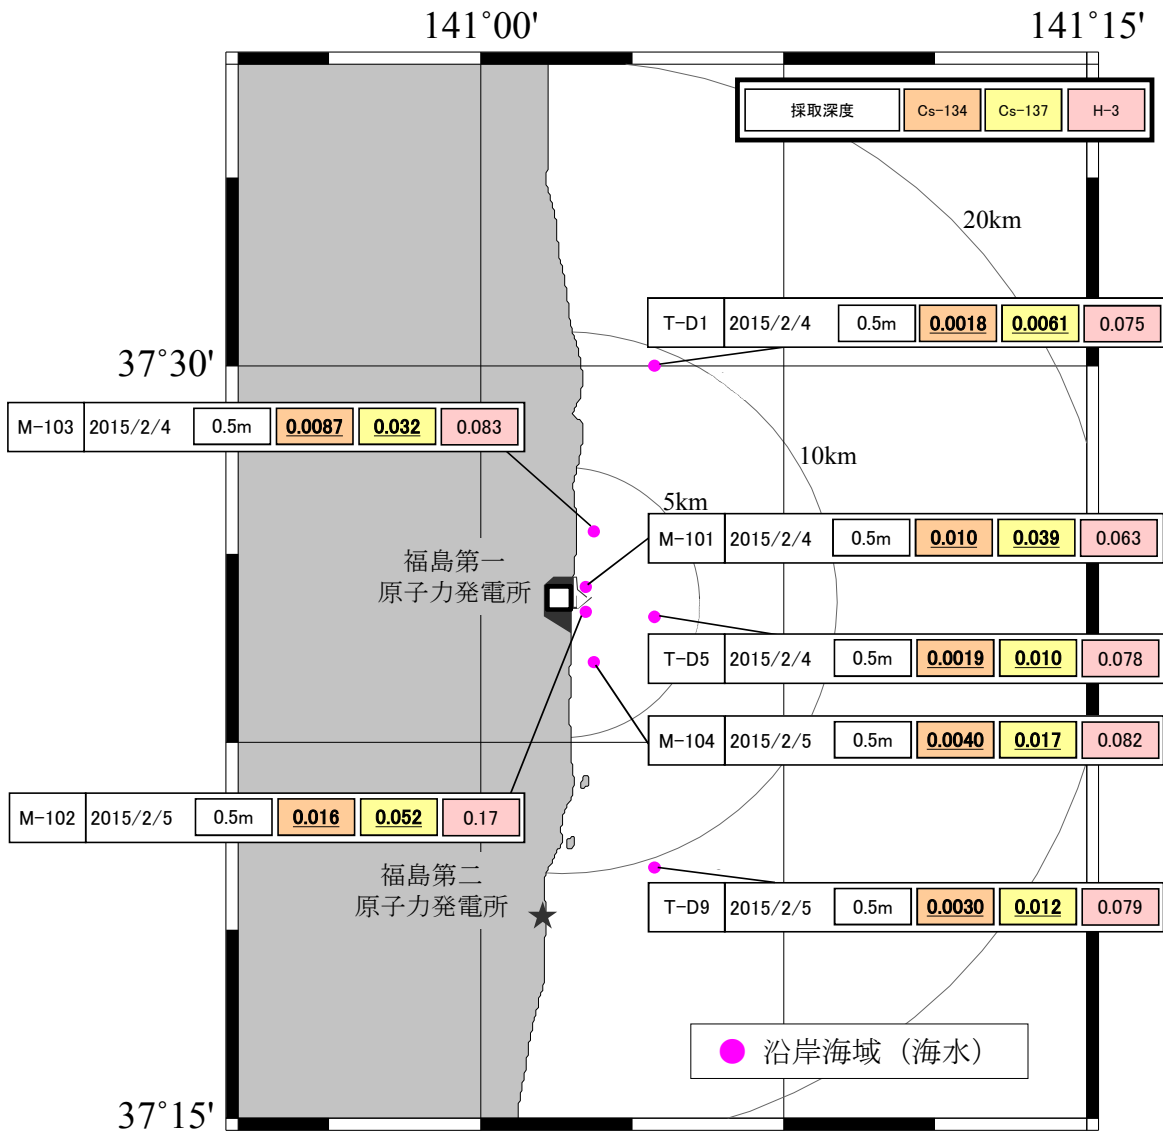 141°00' 141°15'
採取深度 Cs-134 Cs-137 H-3
20km
T-D1 2015/2/4 0.5m 0.0018 0.0061 0.075
37°30'
M-103 2015/2/4 0.5m 0.0087 0.032 0.083
10km
5km
M-101 2015/2/4 0.5m 0.010 0.039 0.063
福島第一
原子力発電所
T-D5 2015/2/4 0.5m 0.0019 0.010 0.078
M-104 2015/2/5 0.5m 0.0040 0.017 0.082
M-102 2015/2/5 0.5m 0.016 0.052 0.17
福島第二
原子力発電所
T-D9 2015/2/5 0.5m 0.0030 0.012 0.079
沿岸海域（海水）
37°15'